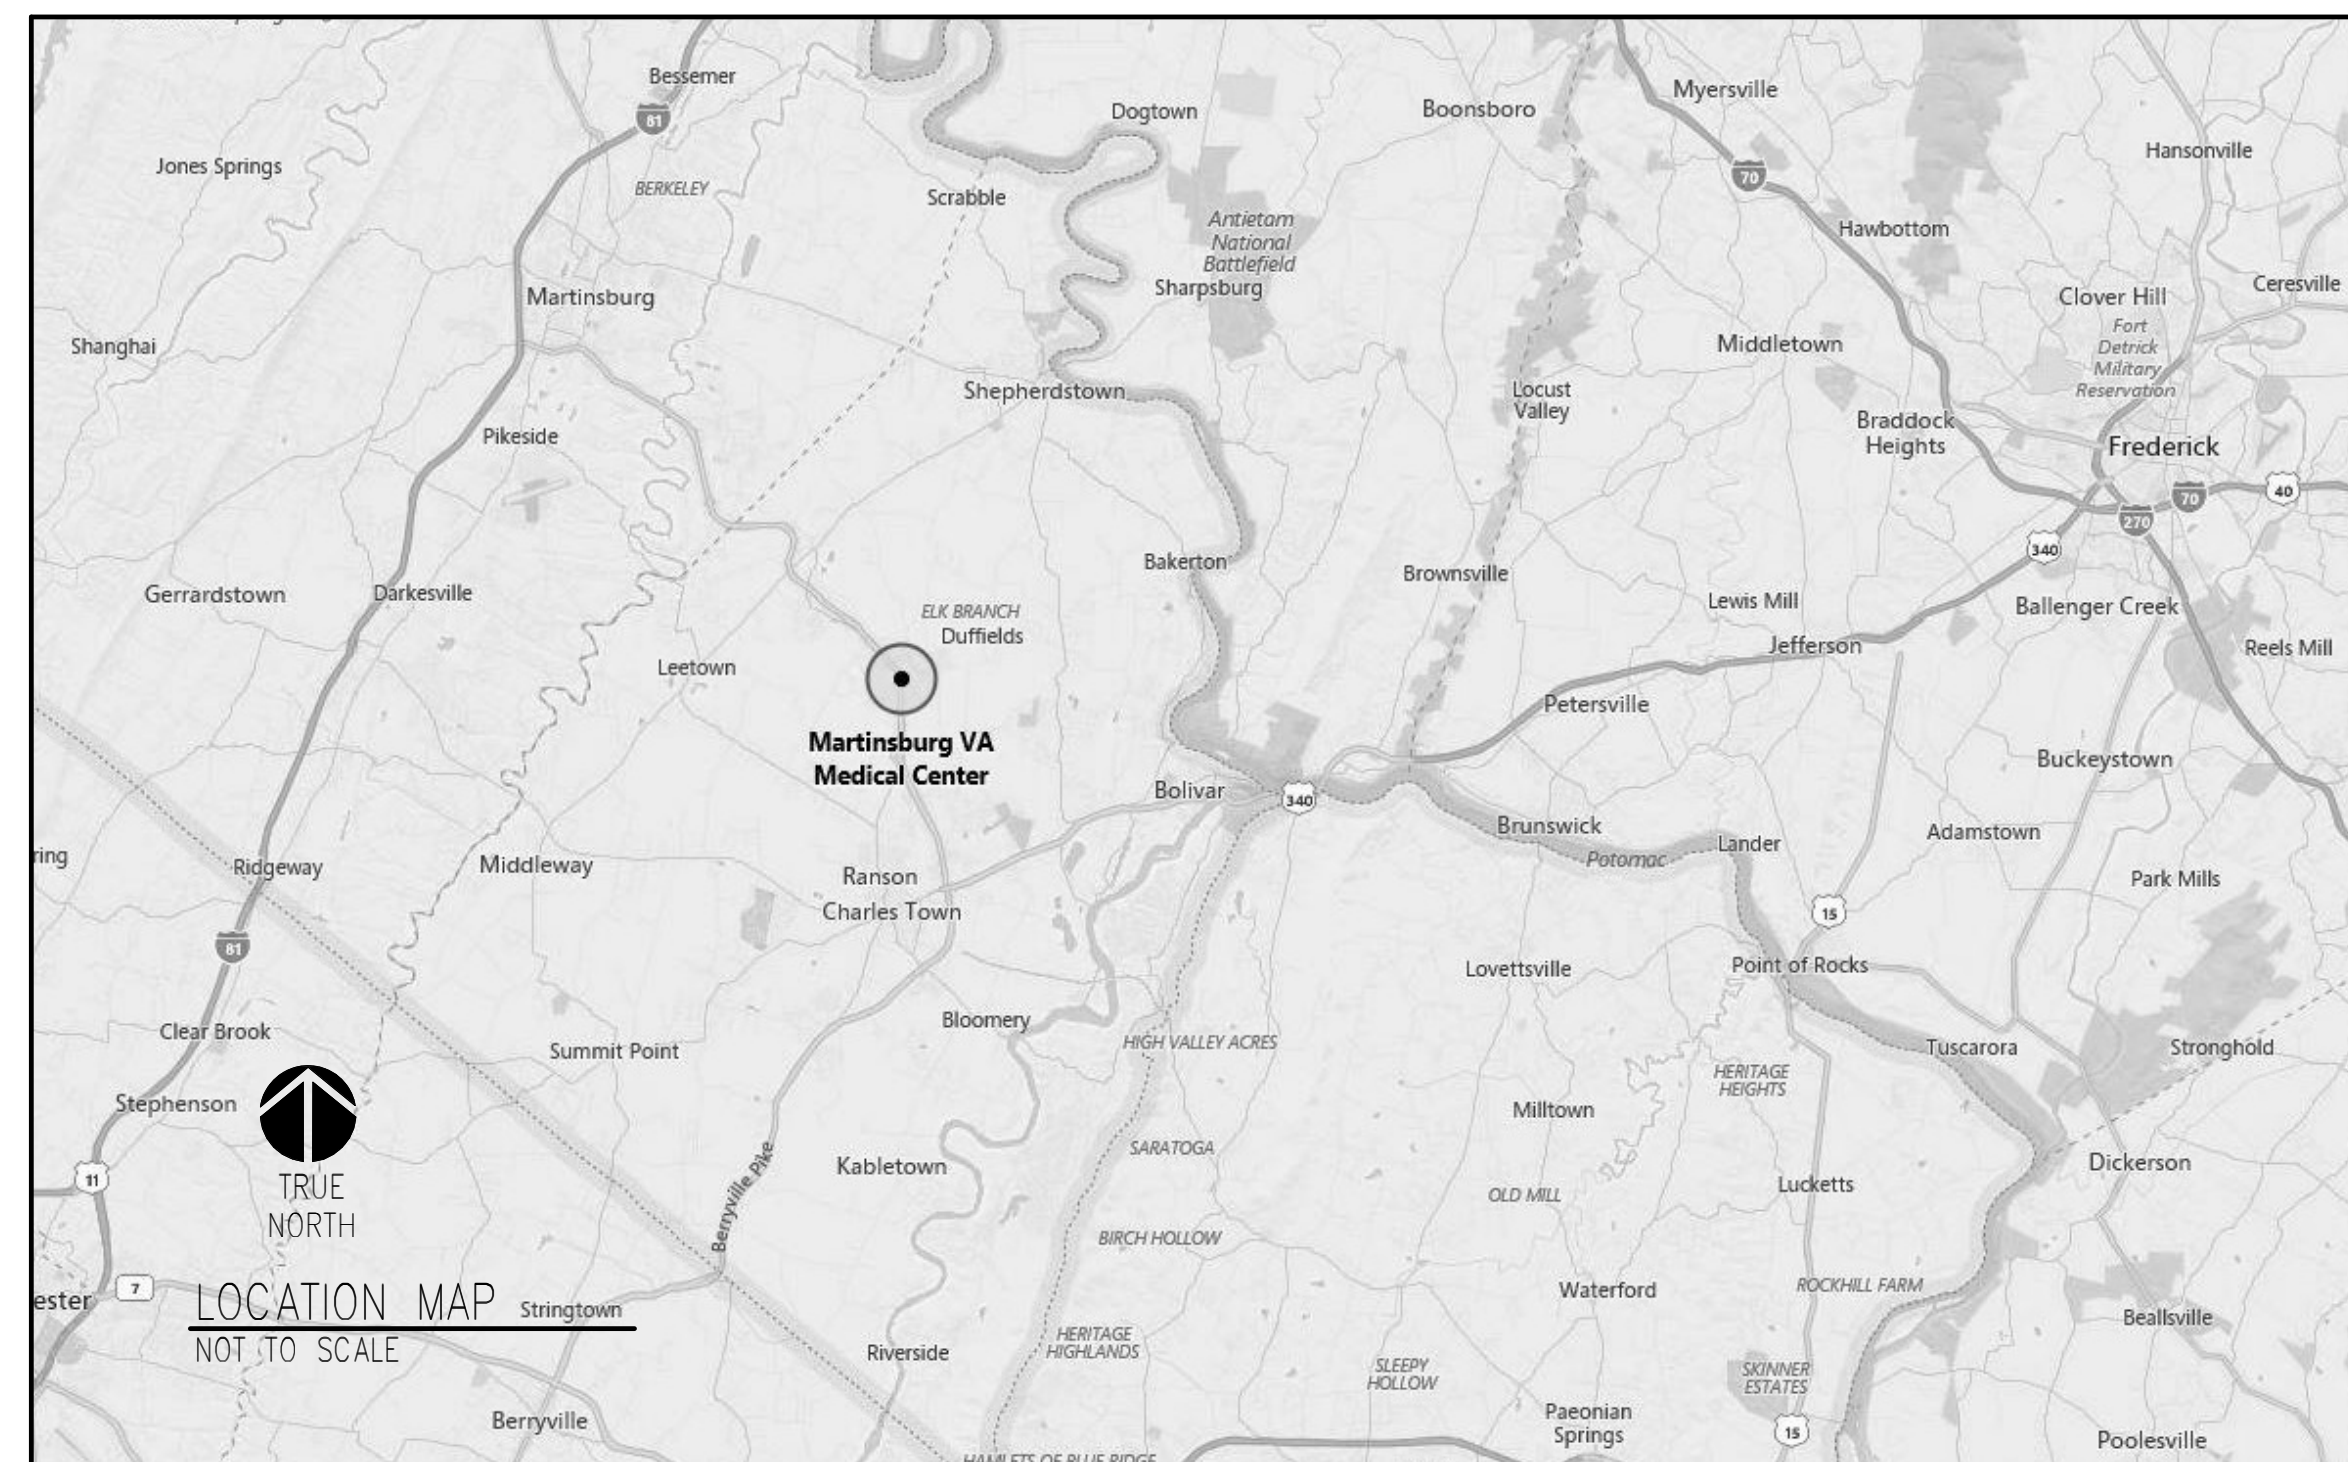 Bessemer
81
Dogtown
Boonsboro
Myersville
Jones Springs
BERKELEY
Scrabble
70
Hansonville
Antietam
National
Battlefield
Sharpsburg
Hawbottom
Martinsburg
Clover Hill
Ceresville
Fort
Detrick
Military
Reservation
Shanghai
Middletown
Shepherdstown
Locust
Valley
Braddock
Heights
Pikeside
Frederick
70
40
270
340
Bakerton
Brownsville
Gerrardstown
Darkesville
Lewis Mill
Ballenger Creek
ELK BRANCH
Duffields
Jefferson
Reels Mill
Leetown
Petersville
Martinsburg VA
Medical Center
Buckeystown
Bolivar
340
Brunswick
Potomac
Lander
Adamstown
ring
Ridgeway
Middleway
Ranson
Charles Town
Park Mills
15
81
Lovettsville
Point of Rocks
Clear Brook
Summit Point
Bloomery
HIGH VALLEY ACRES
Tuscarora
Stronghold
HERITAGE
HEIGHTS
Stephenson
Milltown
SARATOGA
Kabletown
Dickerson
11
TRUE
NORTH
Berryville Pike
OLD MILL
Lucketts
BIRCH HOLLOW
7
ester
LOCATION MAP
NOT TO SCALE
Stringtown
Waterford
ROCKHILL FARM
Beallsville
Riverside
HERITAGE
HIGHLANDS
SLEEPY
HOLLOW
SKINNER
ESTATES
Berryville
Paeonian
Springs
15
Poolesville
HAMLETS OF BLUE RIDGE